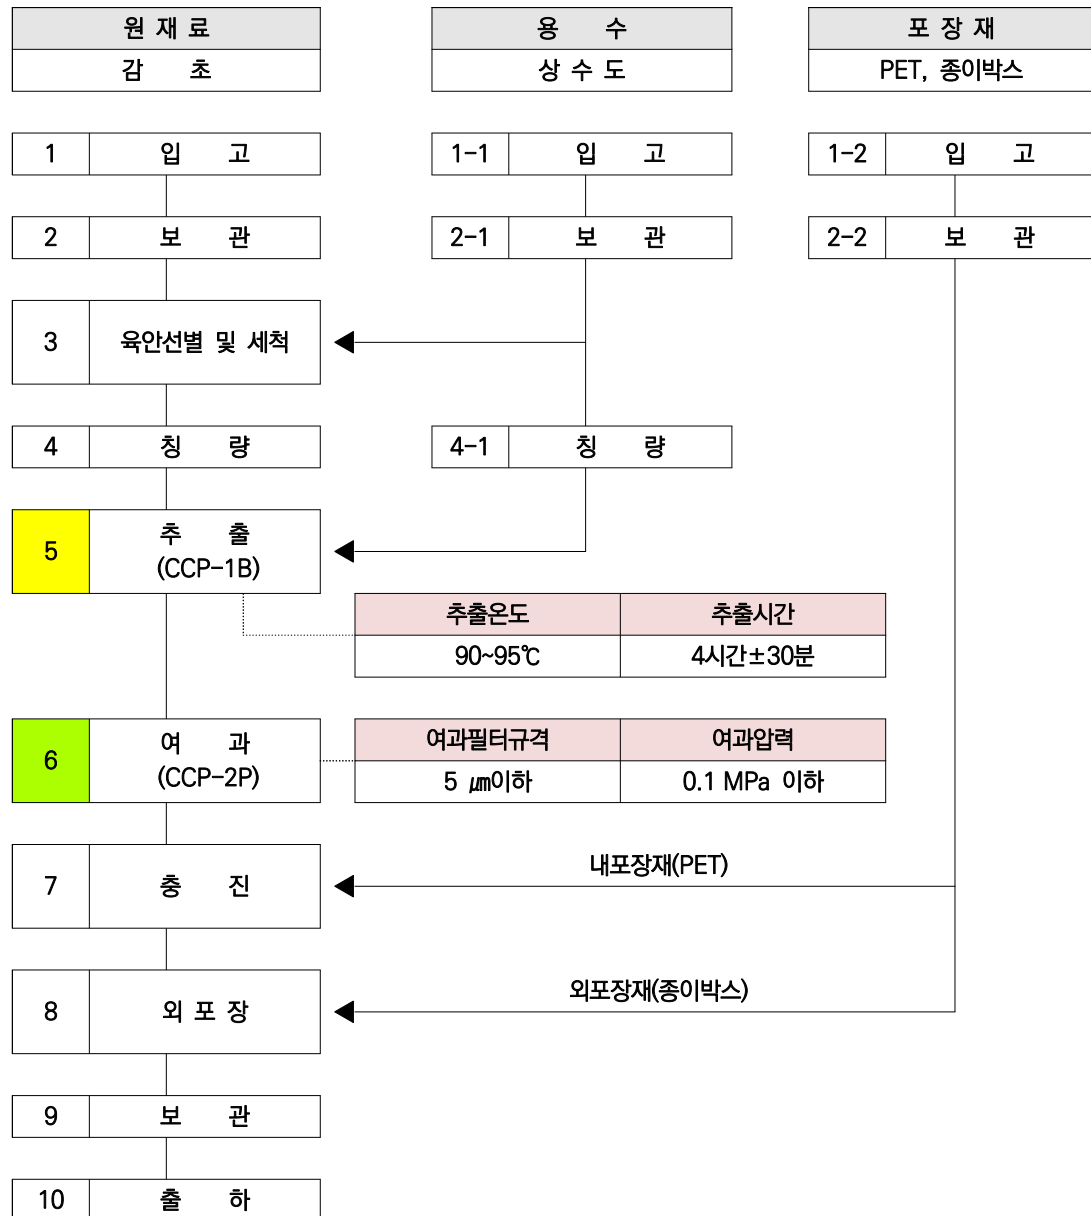 원 재 료
용 수
포 장 재
감 초
상 수 도
PET, 종이박스
1 입 고
1-1 입 고
1-2 입 고
2 보 관
2-1 보 관
2-2 보 관
3 육안선별 및 세척
4 칭 량
4-1 칭 량
5 추 출
(CCP-1B)
추출온도 추출시간
90~95℃ 4시간±30분
6 여 과
(CCP-2P)
여과필터규격 여과압력
5 ㎛이하 0.1 MPa 이하
내포장재(PET)
7 충 진
외포장재(종이박스)
8 외 포 장
9 보 관
10 출 하